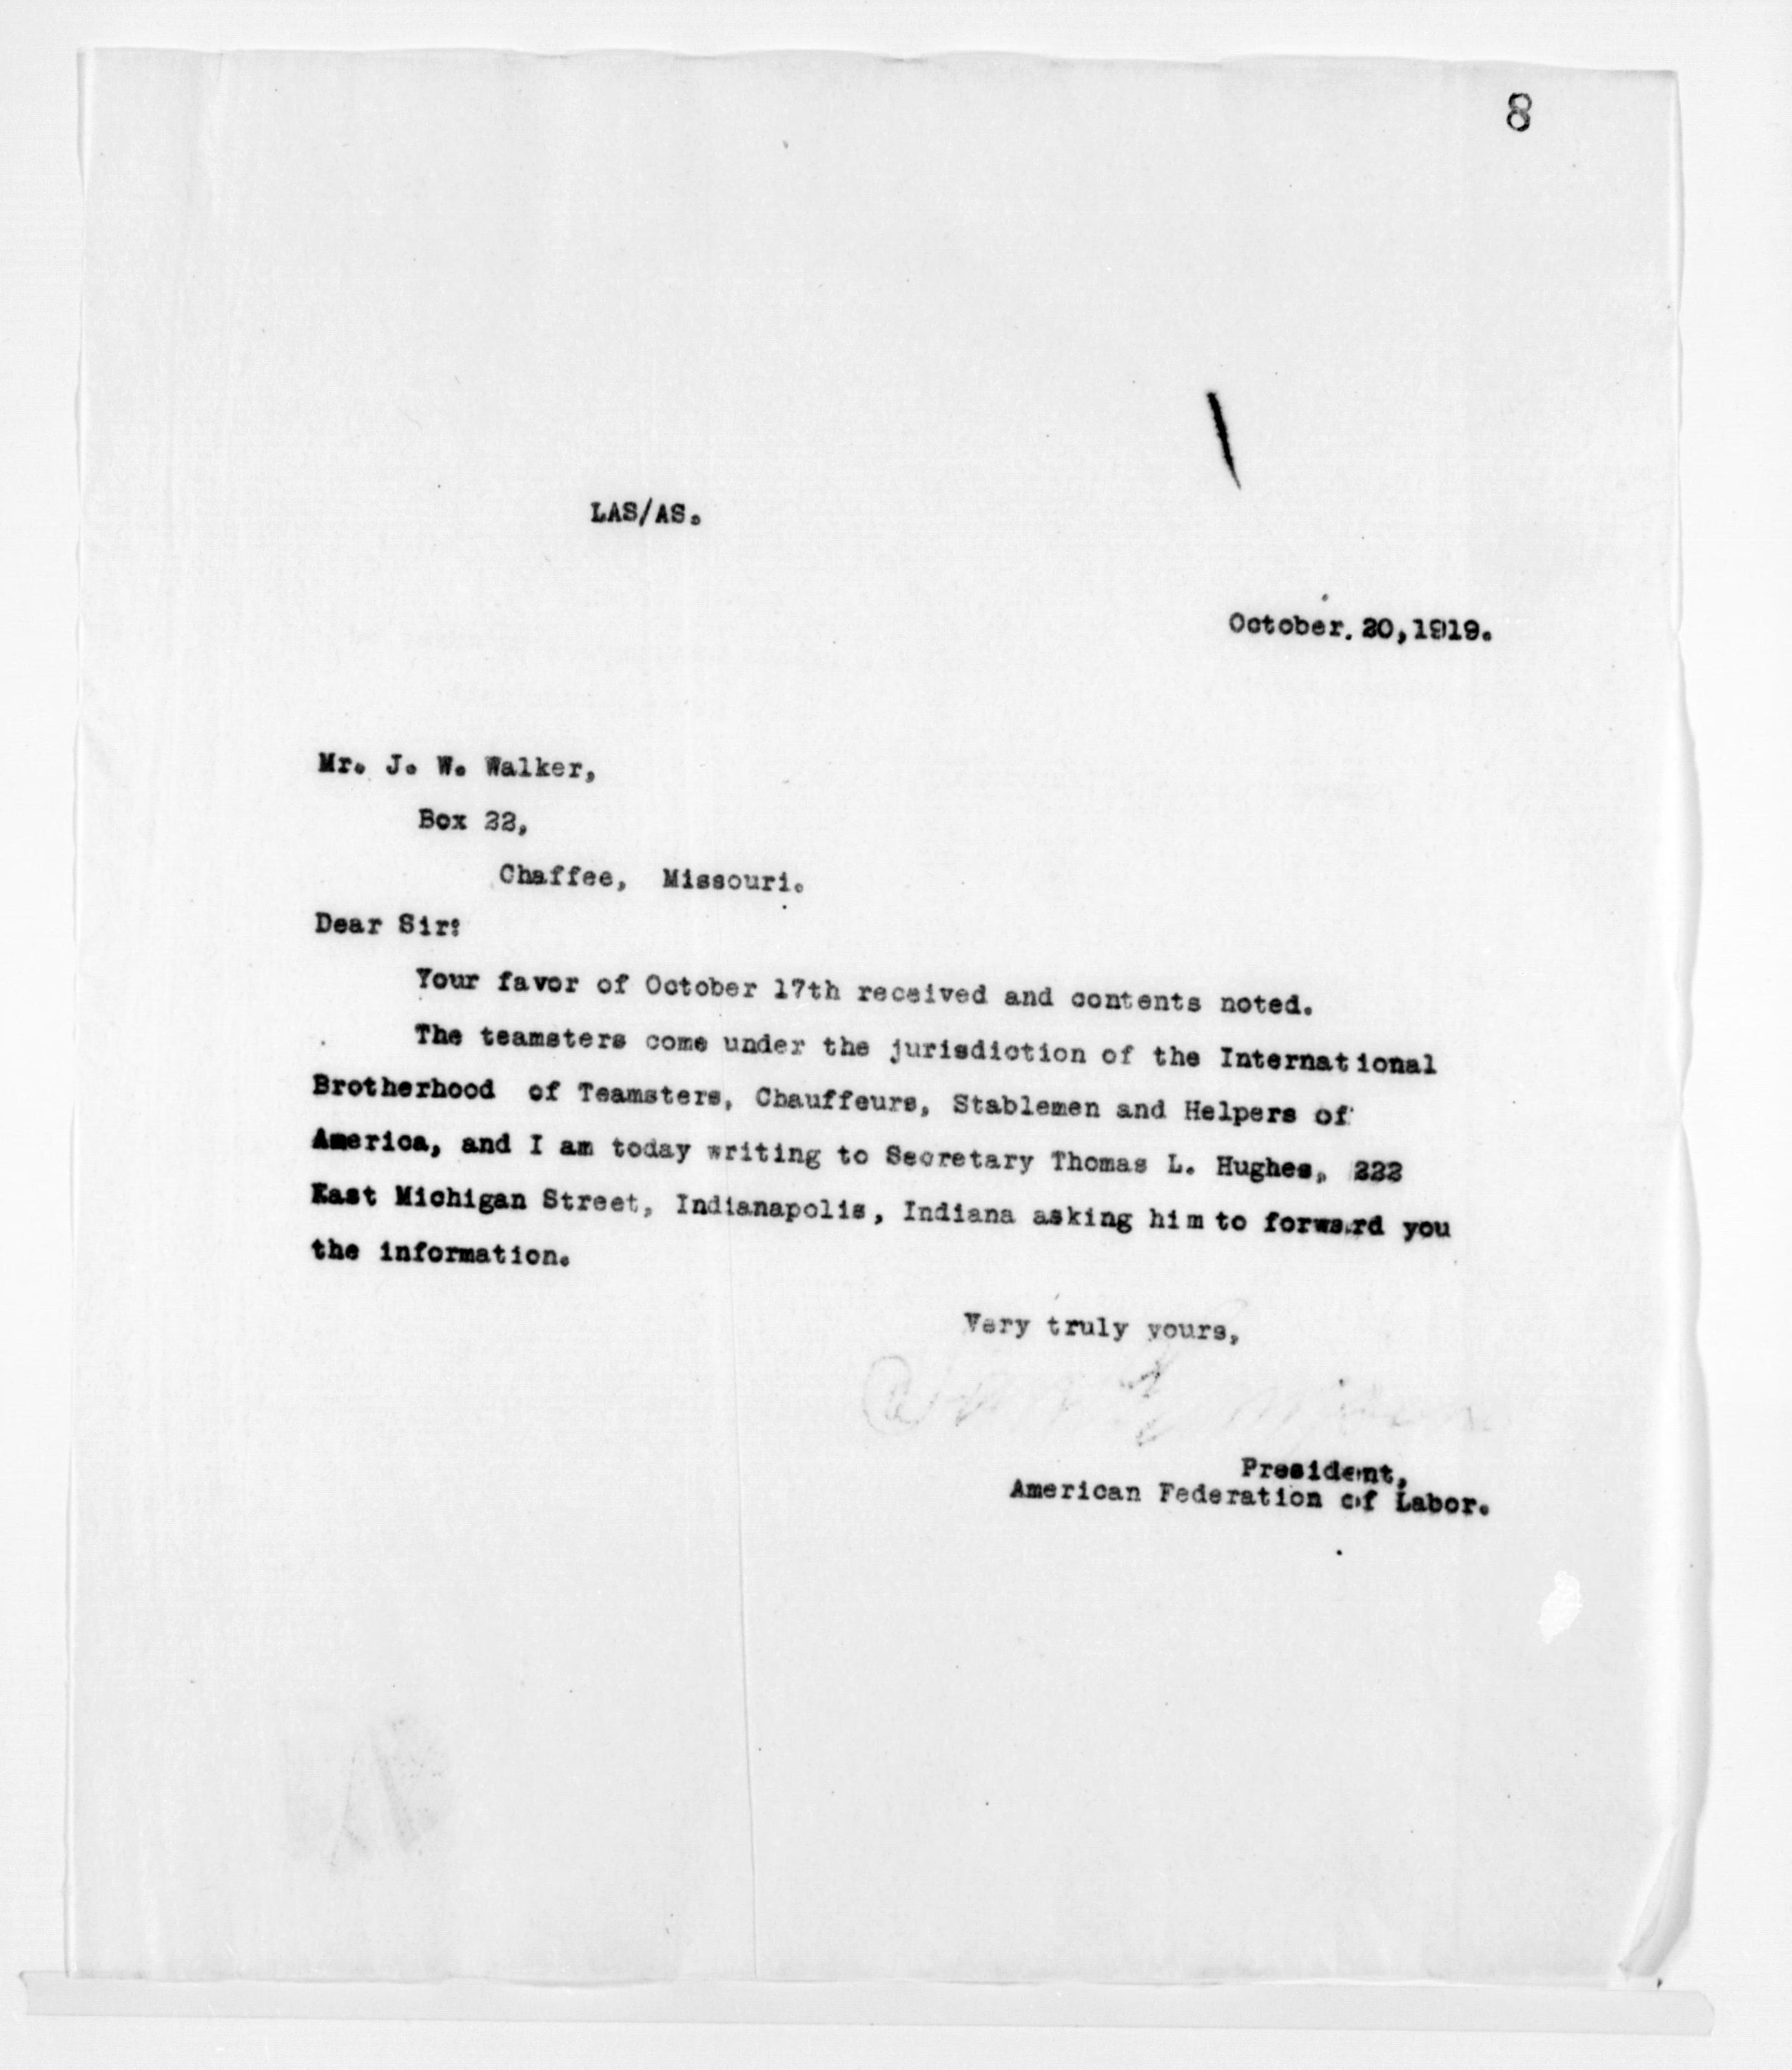 8
LAS/AS.
October. 20,1919.
Mr. J. W. Walker,
Box 22,
Chaffee, Missouri.
Dear Sir:
Your favor of October 17th received and contents noted.
The teamsters come under the jurisdiction of the International
Brotherhood of Teamsters, Chauffeurs, Stablemen and Helpers of
America, and I am today writing to Secretary Thomas L. Hughes, 222
East Michigan Street, Indianapolis, Indiana asking him to forward you
the information.
Very truly yours,
President,
American Federation of Labor.